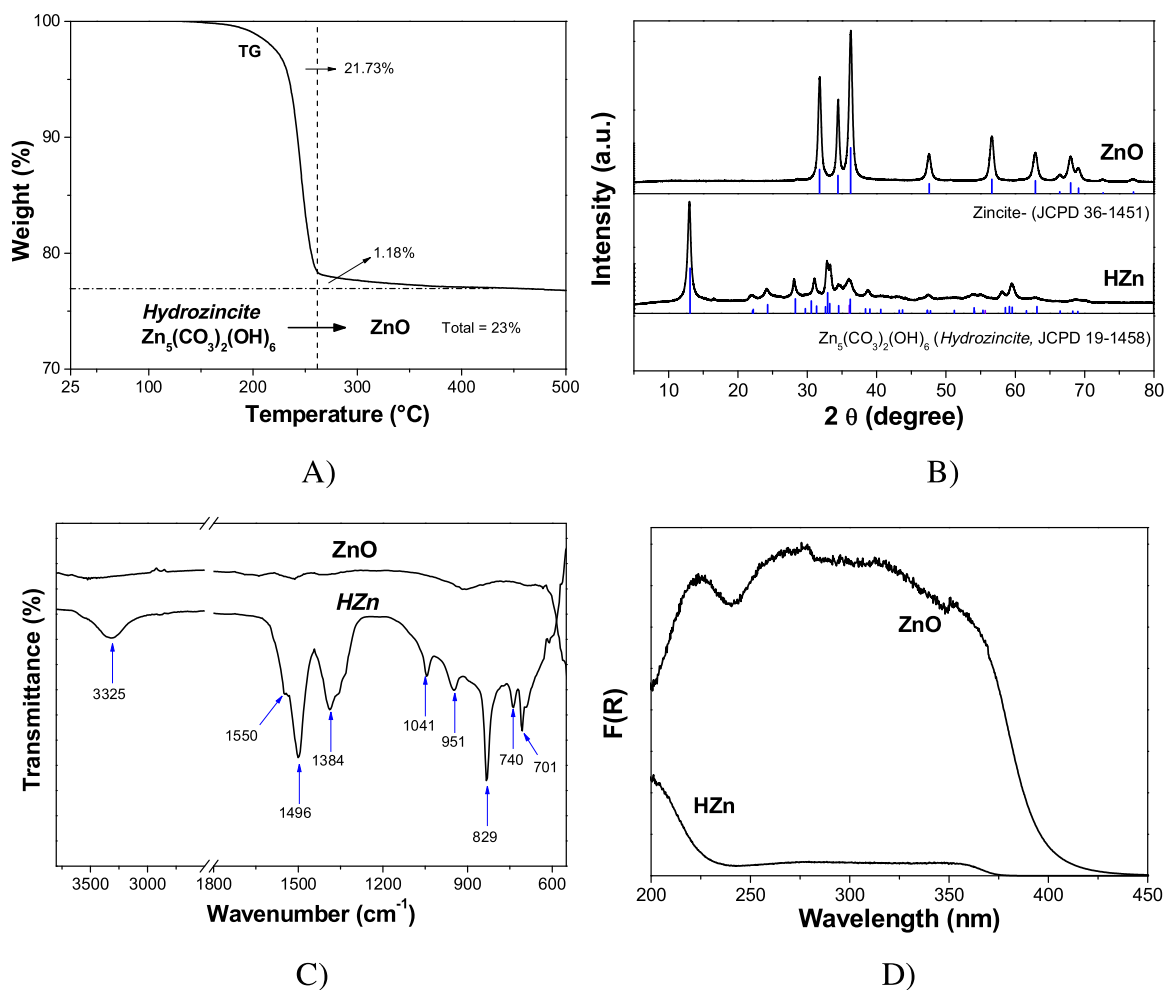 100
90
80
70
Weight (%)
TG
21.73%
1.18%
Hydrozincite
Zn5(CO3)2(OH)6
ZnO
Total = 23%
25 100 200 300 400 500
Temperature (°C)
A)
Intensity (a.u.)
ZnO
Zincite- (JCPD 36-1451)
HZn
Zn5(CO3)2(OH)6 (Hydrozincite, JCPD 19-1458)
10 20 30 40 50 60 70 80
2 θ (degree)
B)
Transmittance (%)
ZnO
HZn
3325
1550
1496
1384
1041
951
829
740
701
3500 3000 1800 1500 1200 900 600
Wavenumber (cm-1)
C)
F(R)
ZnO
HZn
200 250 300 350 400 450
Wavelength (nm)
D)